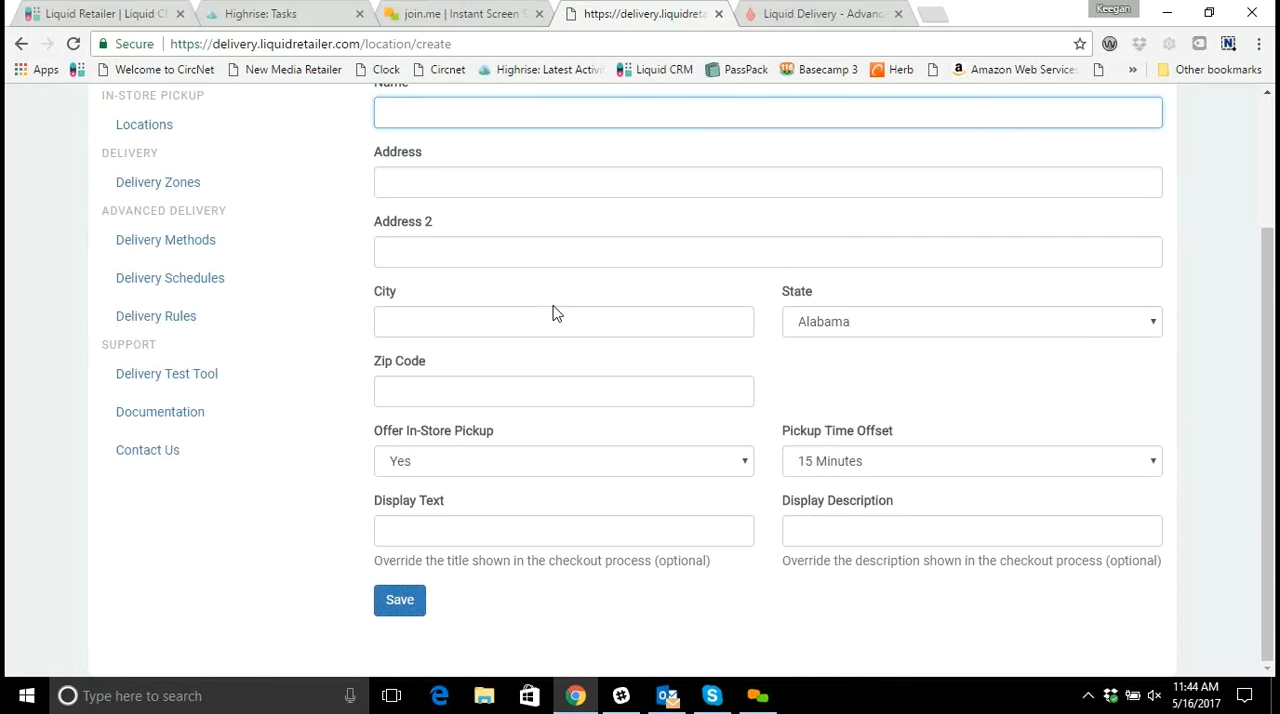 Liquid Retailer | Liquid C
Highrise: Tasks
join.me | Instant Screen S
https://delivery.liquidreta
Liquid Delivery - Advanc
Keegan
Secure
https://delivery.liquidretailer.com/location/create
Apps
Welcome to CircNet
New Media Retailer
Clock
Circnet
Highrise: Latest Activi
Liquid CRM
PassPack
Basecamp 3
Herb
Amazon Web Services
»
Other bookmarks
IN-STORE PICKUP
Locations
DELIVERY
Delivery Zones
ADVANCED DELIVERY
Delivery Methods
Delivery Schedules
Delivery Rules
SUPPORT
Delivery Test Tool
Documentation
Contact Us
Name
Address
Address 2
City
State
Alabama
Zip Code
Offer In-Store Pickup
Pickup Time Offset
Yes
15 Minutes
Display Text
Display Description
Override the title shown in the checkout process (optional)
Override the description shown in the checkout process (optional)
Save
Type here to search
11:44 AM
5/16/2017